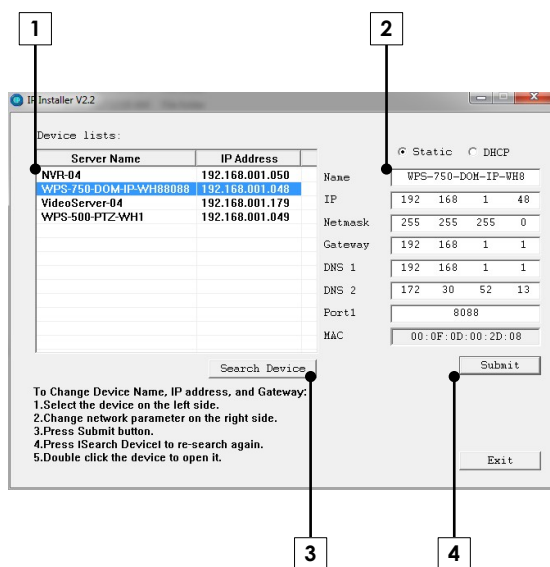 1
2
IP Installer V2.2
Device lists:
Server Name IP Address
NVR-04 192.168.001.050
WPS-750-DOM-IP-WH88088 192.168.001.048
VideoServer-04 192.168.001.179
WPS-500-PTZ-WH1 192.168.001.049
Search Device
To Change Device Name, IP address, and Gateway:
1.Select the device on the left side.
2.Change network parameter on the right side.
3.Press Submit button.
4.Press [Search Device] to re-search again.
5.Double click the device to open it.
Static DHCP
Name WPS-750-DOM-IP-WH8
IP 192 168 1 48
Netmask 255 255 255 0
Gateway 192 168 1 1
DNS 1 192 168 1 1
DNS 2 172 30 52 13
Port1 8088
MAC 00:0F:0D:00:2D:08
Submit
Exit
3
4